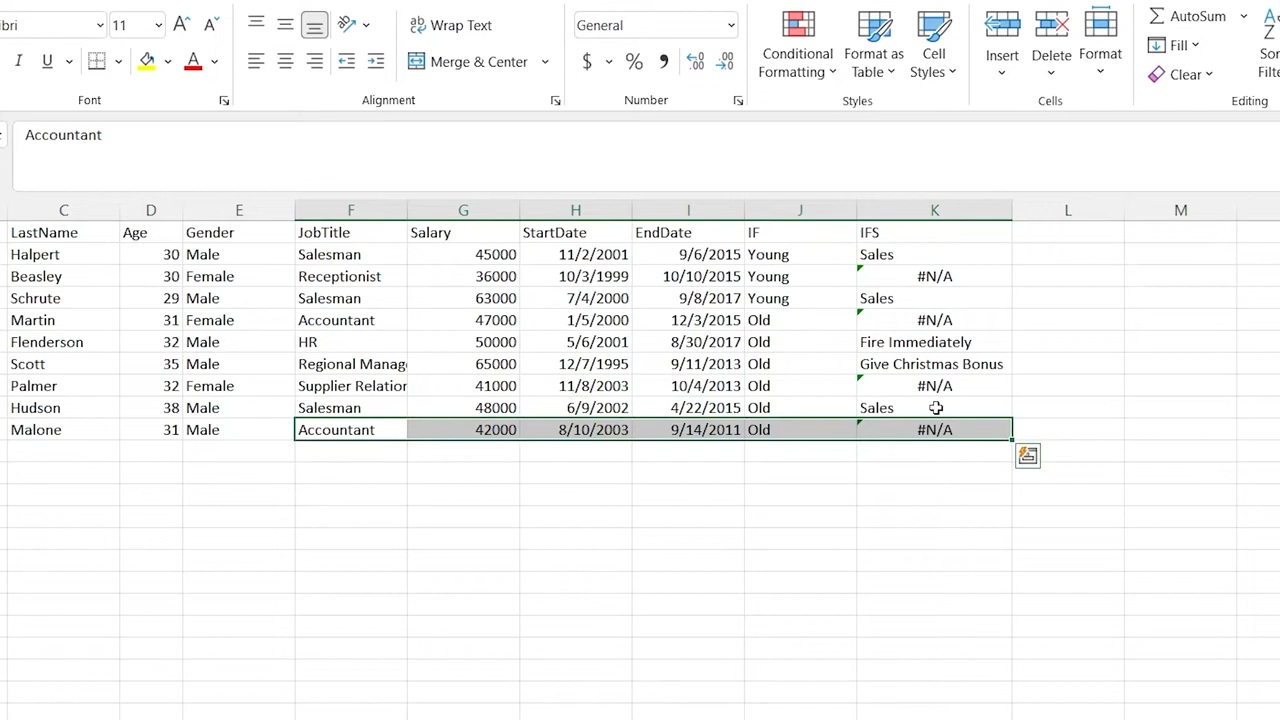 11
Wrap Text
General
AutoSum
Conditional Formatting
Format as Table
Cell Styles
Insert
Delete
Format
Fill
Merge & Center
$ % ,
Clear
Font
Alignment
Number
Styles
Cells
Editing
Accountant
C D E F G H I J K L M
LastName Age Gender JobTitle Salary StartDate EndDate IF IFS
Halpert 30 Male Salesman 45000 11/2/2001 9/6/2015 Young Sales
Beasley 30 Female Receptionist 36000 10/3/1999 10/10/2015 Young #N/A
Schrute 29 Male Salesman 63000 7/4/2000 9/8/2017 Young Sales
Martin 31 Female Accountant 47000 1/5/2000 12/3/2015 Old #N/A
Flenderson 32 Male HR 50000 5/6/2001 8/30/2017 Old Fire Immediately
Scott 35 Male Regional Manag 65000 12/7/1995 9/11/2013 Old Give Christmas Bonus
Palmer 32 Female Supplier Relation 41000 11/8/2003 10/4/2013 Old #N/A
Hudson 38 Male Salesman 48000 6/9/2002 4/22/2015 Old Sales
Malone 31 Male Accountant 42000 8/10/2003 9/14/2011 Old #N/A